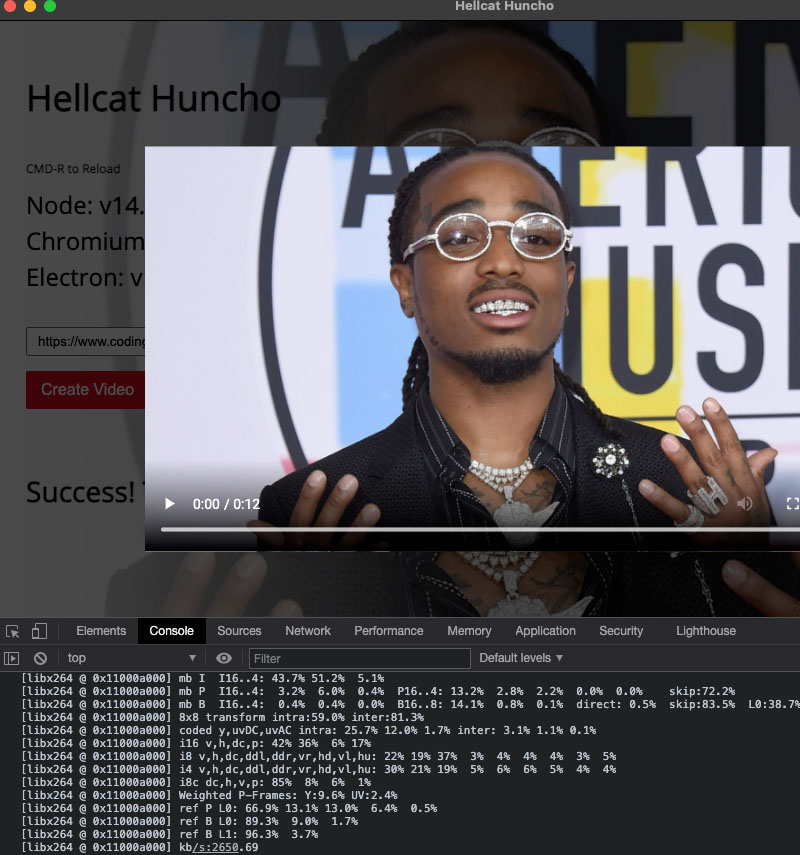 Hellcat Huncho
Hellcat Huncho
CMD-R to Reload
Node: v14.
Chromium
Electron: v
https://www.coding
Create Video
Success!
AMERIC
MUSI
0:00 / 0:12
Elements Console Sources Network Performance Memory Application Security Lighthouse
top Filter Default levels
[libx264 @ 0x11000a000] mb I I16..4: 43.7% 51.2% 5.1%
[libx264 @ 0x11000a000] mb P I16..4: 3.2% 6.0% 0.4% P16..4: 13.2% 2.8% 2.2% 0.0% 0.0% skip:72.2%
[libx264 @ 0x11000a000] mb B I16..4: 0.4% 0.4% 0.0% B16..8: 14.1% 0.8% 0.1% direct: 0.5% skip:83.5% L0:38.7%
[libx264 @ 0x11000a000] 8x8 transform intra:59.0% inter:81.3%
[libx264 @ 0x11000a000] coded y,uvDC,uvAC intra: 25.7% 12.0% 1.7% inter: 3.1% 1.1% 0.1%
[libx264 @ 0x11000a000] i16 v,h,dc,p: 42% 36% 6% 17%
[libx264 @ 0x11000a000] i8 v,h,dc,ddl,ddr,vr,hd,vl,hu: 22% 19% 37% 3% 4% 4% 4% 3% 5%
[libx264 @ 0x11000a000] i4 v,h,dc,ddl,ddr,vr,hd,vl,hu: 30% 21% 19% 5% 6% 6% 5% 4% 4%
[libx264 @ 0x11000a000] i8c dc,h,v,p: 85% 8% 6% 1%
[libx264 @ 0x11000a000] Weighted P-Frames: Y:9.6% UV:2.4%
[libx264 @ 0x11000a000] ref P L0: 66.9% 13.1% 13.0% 6.4% 0.5%
[libx264 @ 0x11000a000] ref B L0: 89.3% 9.0% 1.7%
[libx264 @ 0x11000a000] ref B L1: 96.3% 3.7%
[libx264 @ 0x11000a000] kb/s:2650.69